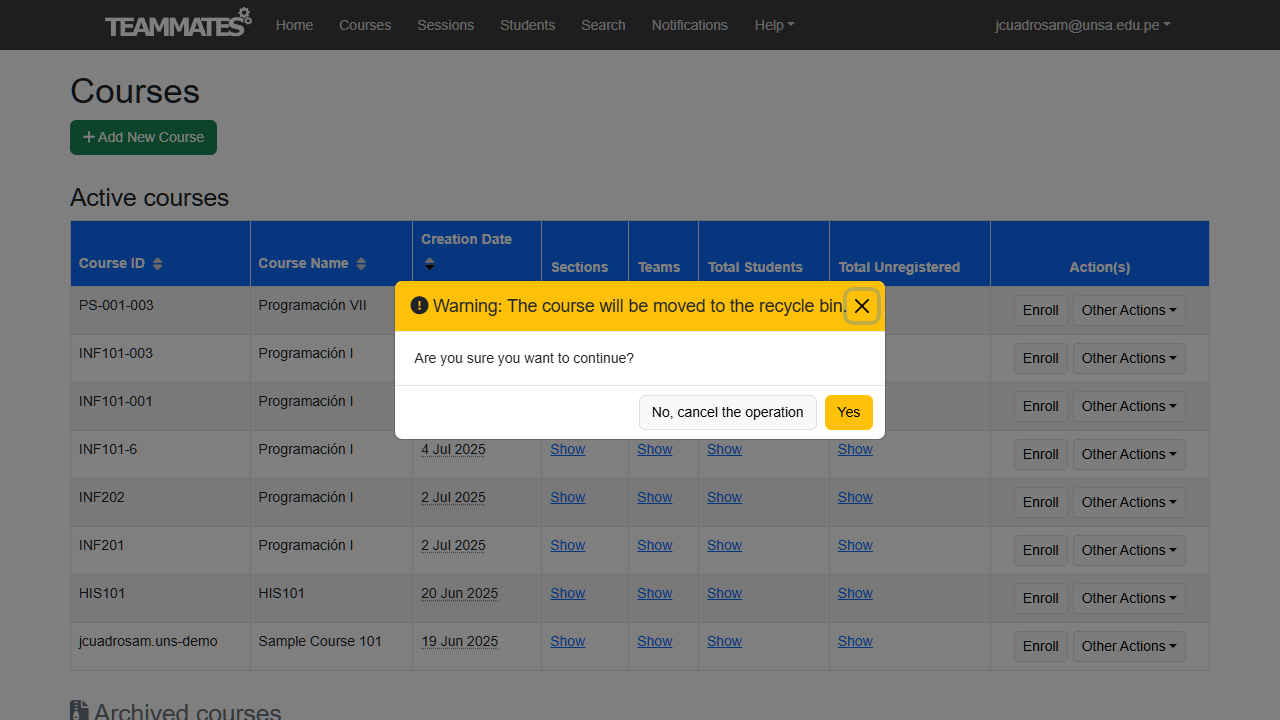 TEAMMATES Home Courses Sessions Students Search Notifications Help jcuadrosam@unsa.edu.pe
Courses
Add New Course
Active courses
Course ID Course Name Creation Date Sections Teams Total Students Total Unregistered Action(s)
PS-001-003 Programación VII Enroll Other Actions
Warning: The course will be moved to the recycle bin.
INF101-003 Programación I Enroll Other Actions
Are you sure you want to continue?
INF101-001 Programación I Enroll Other Actions
No, cancel the operation Yes
INF101-6 Programación I 4 Jul 2025 Show Show Show Show Enroll Other Actions
INF202 Programación I 2 Jul 2025 Show Show Show Show Enroll Other Actions
INF201 Programación I 2 Jul 2025 Show Show Show Show Enroll Other Actions
HIS101 HIS101 20 Jun 2025 Show Show Show Show Enroll Other Actions
jcuadrosam.uns-demo Sample Course 101 19 Jun 2025 Show Show Show Show Enroll Other Actions
Archived courses